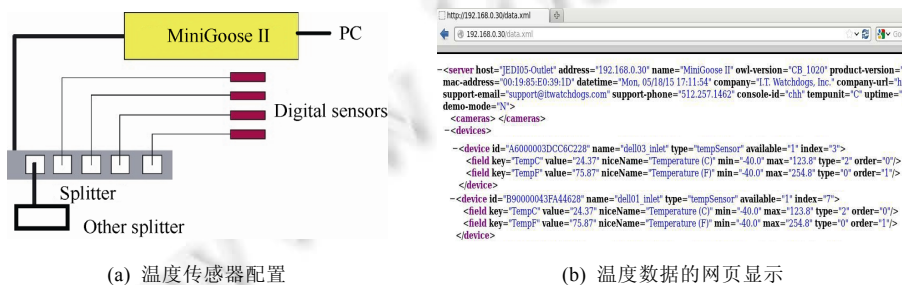 MiniGoose II
PC
Digital sensors
Splitter
Other splitter
(a) 温度传感器配置
http://192.168.0.30/data.xml
192.168.0.30/data.xml
Go
-<server host="JEDI05-Outlet" address="192.168.0.30" name="MiniGoose II" owl-version="CB_1020" product-version="
mac-address="00:19:85:E0:39:1D" datetime="Mon, 05/18/15 17:11:54" company="I.T. Watchdogs, Inc." company-url="h
support-email="support@itwatchdogs.com" support-phone="512.257.1462" console-id="chh" tempunit="C" uptime="
demo-mode="N">
<cameras> </cameras>
-<devices>
-<device id="A6000003DCC6C228" name="dell03_inlet" type="tempSensor" available="1" index="3">
<field key="TempC" value="24.37" niceName="Temperature (C)" min="-40.0" max="123.8" type="2" order="0"/>
<field key="TempF" value="75.87" niceName="Temperature (F)" min="-40.0" max="254.8" type="0" order="1"/>
</device>
-<device id="B90000043FA44628" name="dell01_inlet" type="tempSensor" available="1" index="7">
<field key="TempC" value="24.37" niceName="Temperature (C)" min="-40.0" max="123.8" type="2" order="0"/>
<field key="TempF" value="75.87" niceName="Temperature (F)" min="-40.0" max="254.8" type="0" order="1"/>
</device>
(b) 温度数据的网页显示